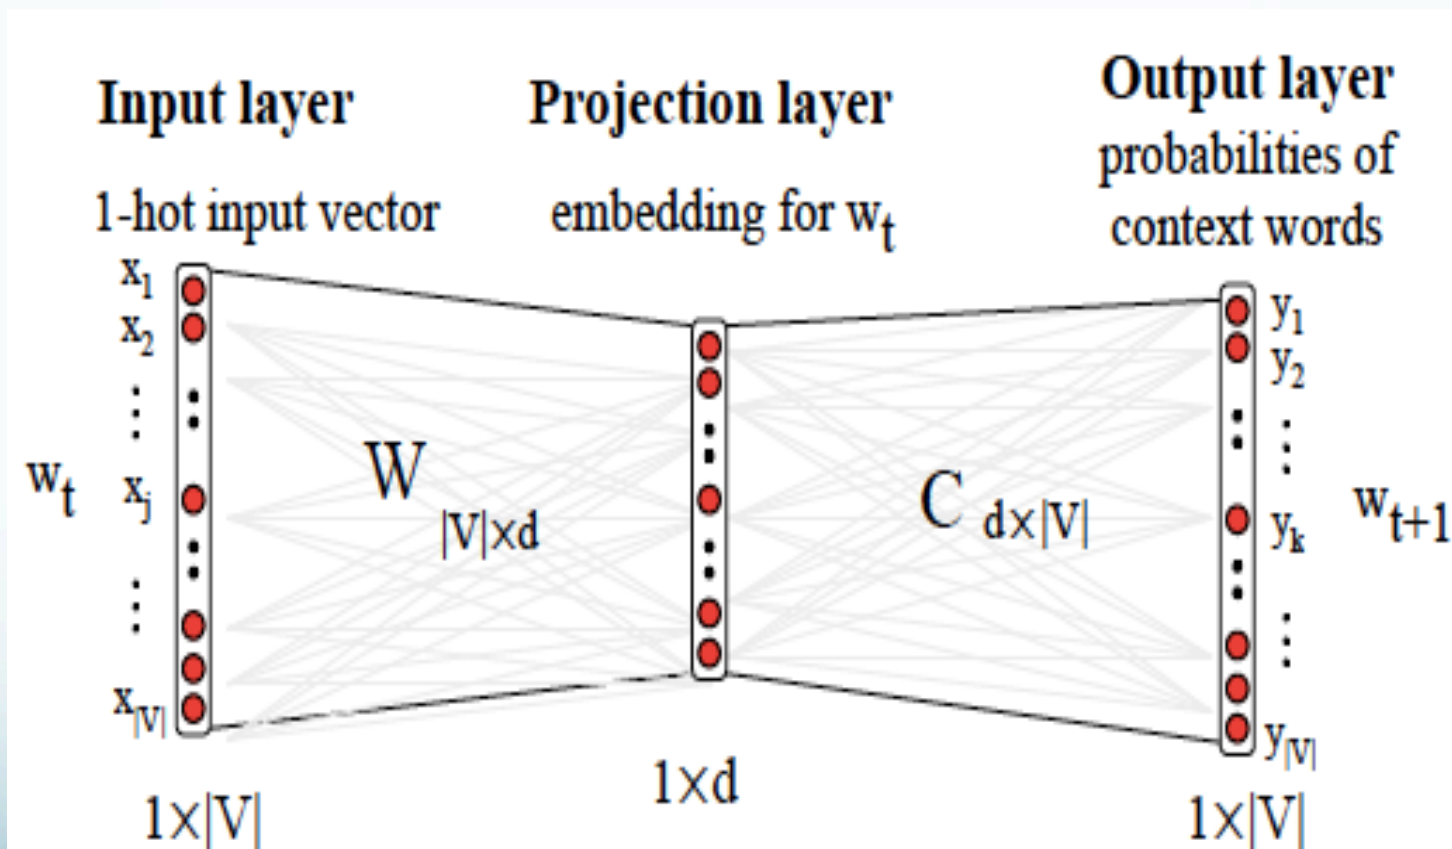 Input layer
1-hot input vector
Projection layer
embedding for wₜ
Output layer
probabilities of
context words
x₁
x₂
⋮
xⱼ
⋮
x|V|
wₜ
W |V|×d
C d×|V|
y₁
y₂
⋮
yₖ
⋮
y|V|
wₜ₊₁
1×|V|
1×d
1×|V|